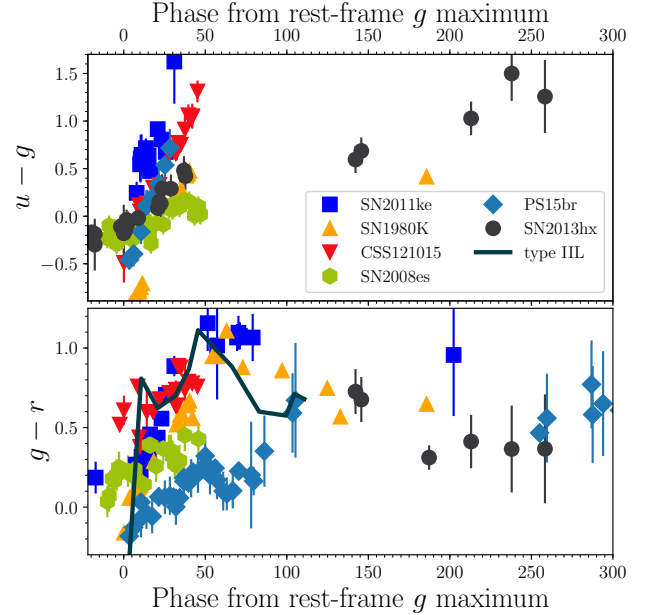 Phase from rest-frame g maximum
0 50 100 150 200 250 300
1.5
1.0
0.5
0.0
−0.5
u − g
SN2011ke
SN1980K
CSS121015
SN2008es
PS15br
SN2013hx
type IIL
1.0
0.5
0.0
g − r
0 50 100 150 200 250 300
Phase from rest-frame g maximum